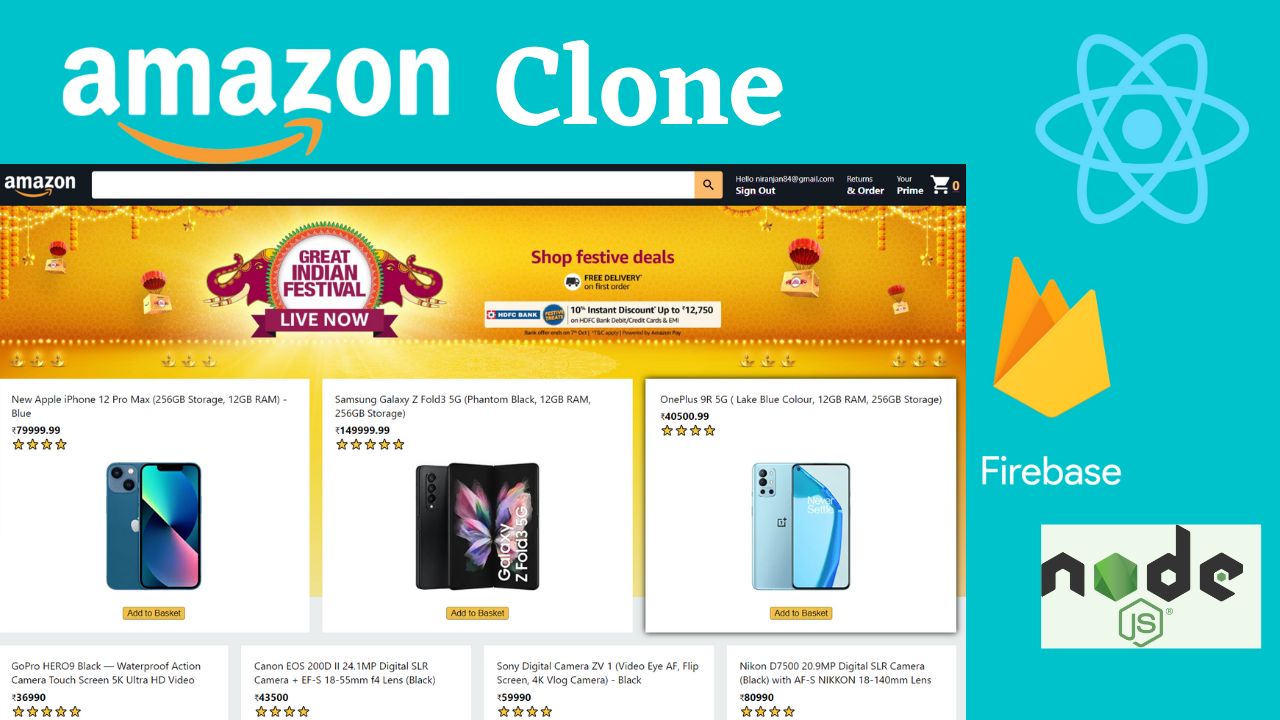 amazon Clone
amazon
Hello niranjan84@gmail.com
Sign Out
Returns
& Order
Your
Prime
0
GREAT
INDIAN
FESTIVAL
LIVE NOW
Shop festive deals
FREE DELIVERY*
on first order
HDFC BANK
FESTIVE
TREATS
10% Instant Discount* Up to ₹12,750
on HDFC Bank Debit/Credit Cards & EMI
Bank offer ends on 7th Oct | *T&C apply | Powered by Amazon Pay
New Apple iPhone 12 Pro Max (256GB Storage, 12GB RAM) -
Blue
₹79999.99
Add to Basket
Samsung Galaxy Z Fold3 5G (Phantom Black, 12GB RAM,
256GB Storage)
₹149999.99
Galaxy
Z Fold3 5G
Add to Basket
OnePlus 9R 5G ( Lake Blue Colour, 12GB RAM, 256GB Storage)
₹40500.99
Never
Settle
Add to Basket
GoPro HERO9 Black — Waterproof Action
Camera Touch Screen 5K Ultra HD Video
₹36990
Canon EOS 200D II 24.1MP Digital SLR
Camera + EF-S 18-55mm f4 Lens (Black)
₹43500
Sony Digital Camera ZV 1 (Video Eye AF, Flip
Screen, 4K Vlog Camera) - Black
₹59990
Nikon D7500 20.9MP Digital SLR Camera
(Black) with AF-S NIKKON 18-140mm Lens
₹80990
Firebase
node
JS®